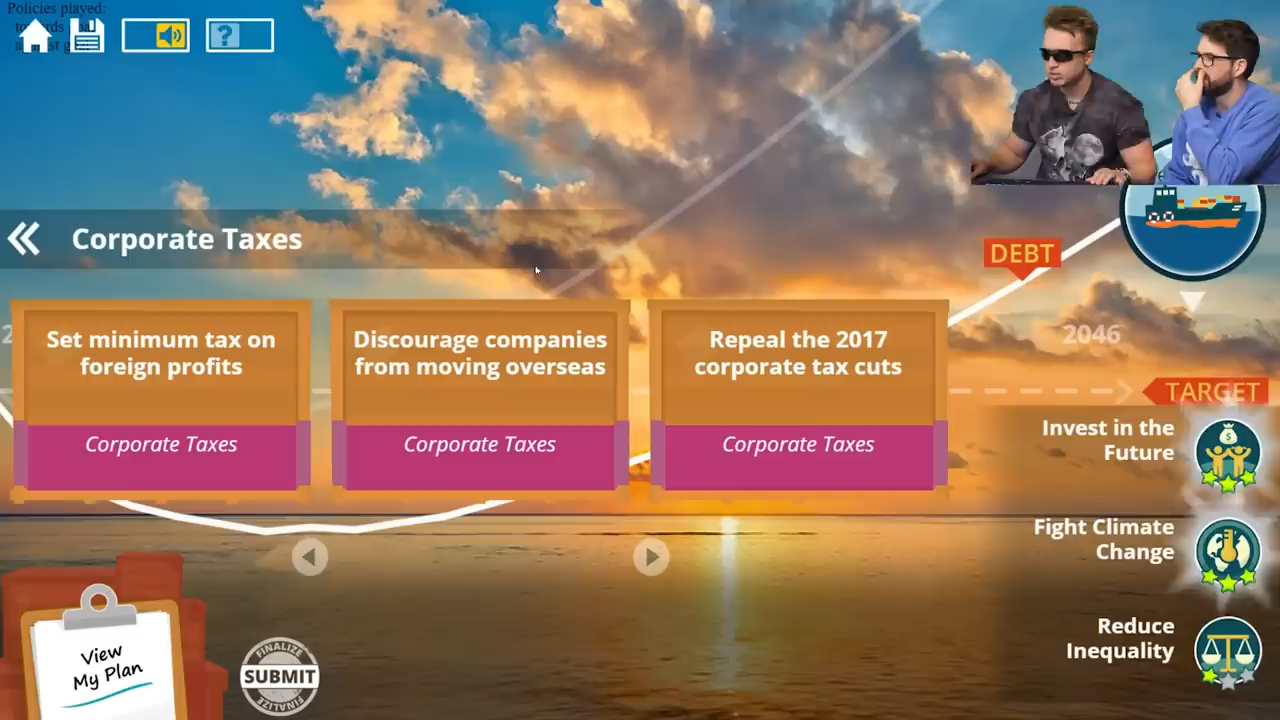 Policies played:
Corporate Taxes
DEBT
2046
TARGET
Set minimum tax on
foreign profits
Corporate Taxes
Discourage companies
from moving overseas
Corporate Taxes
Repeal the 2017
corporate tax cuts
Corporate Taxes
Invest in the
Future
Fight Climate
Change
Reduce
Inequality
View
My Plan
FINALIZE
SUBMIT
FINALIZE